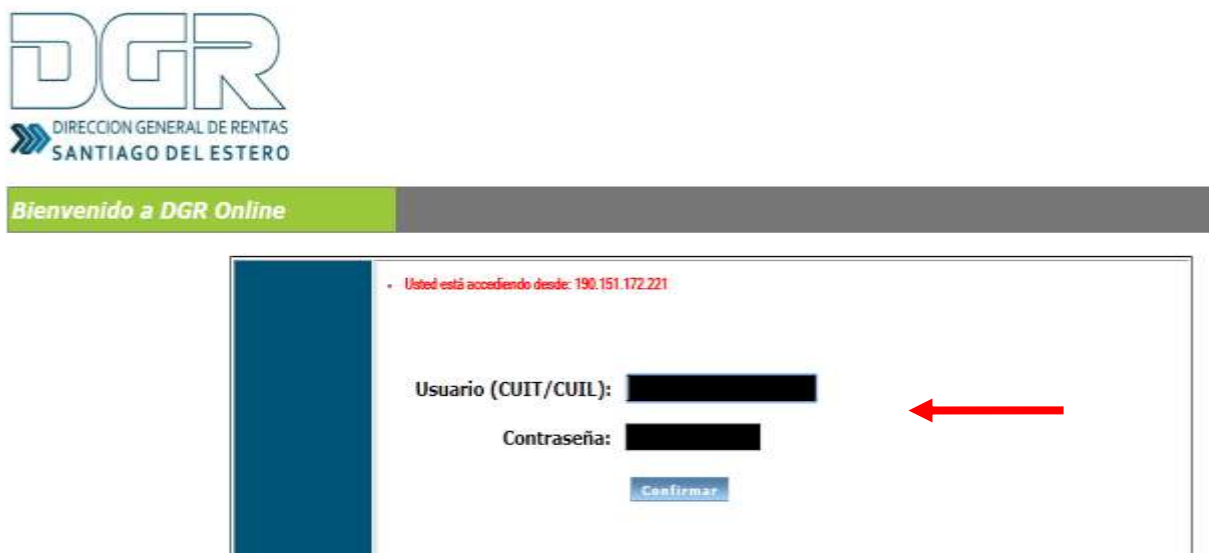 DGR
DIRECCION GENERAL DE RENTAS
SANTIAGO DEL ESTERO
Bienvenido a DGR Online
Usted está accediendo desde: 190.151.172.221
Usuario (CUIT/CUIL):
Contraseña:
Confirmar